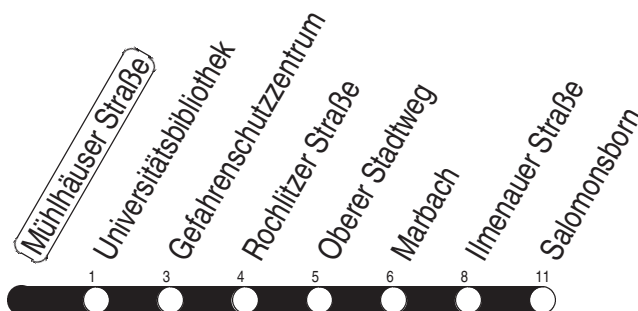 Mühlhäuser Straße
Universitätsbibliothek
Gefahrenschutzzentrum
Rochlitzer Straße
Oberer Stadtweg
Marbach
Ilmenauer Straße
Salomonsborn
1 3 4 5 6 8 11